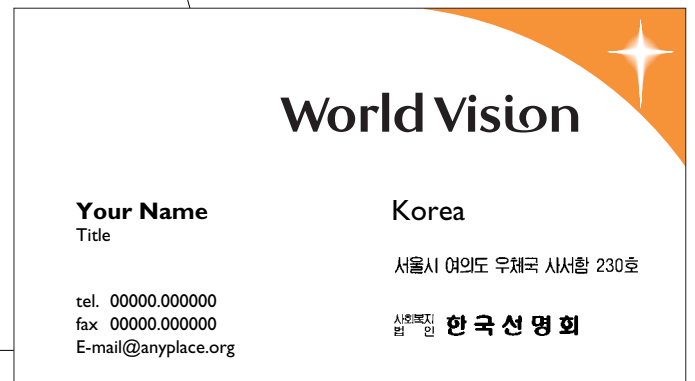 World Vision
Your Name
Title
tel. 00000.000000
fax 00000.000000
E-mail@anyplace.org
Korea
서울시 여의도 우체국 사서함 230호
사회복지법인 한국선명회